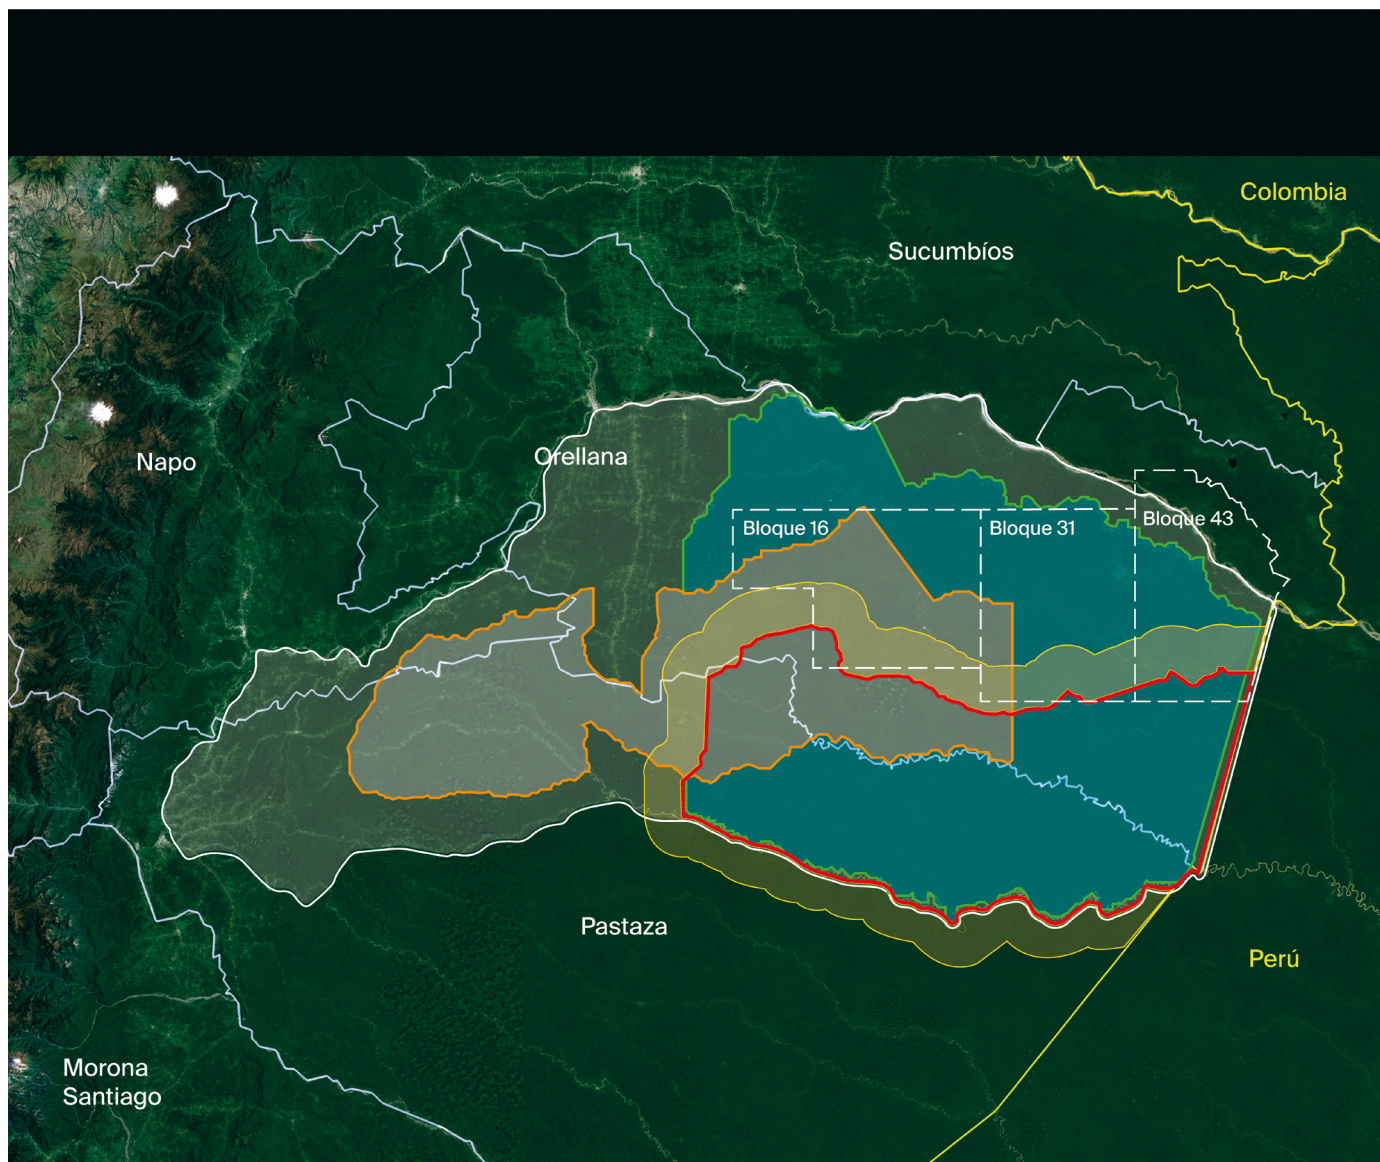 Colombia
Sucumbíos
Orellana
Napo
Bloque 16
Bloque 31
Bloque 43
Pastaza
Perú
Morona
Santiago